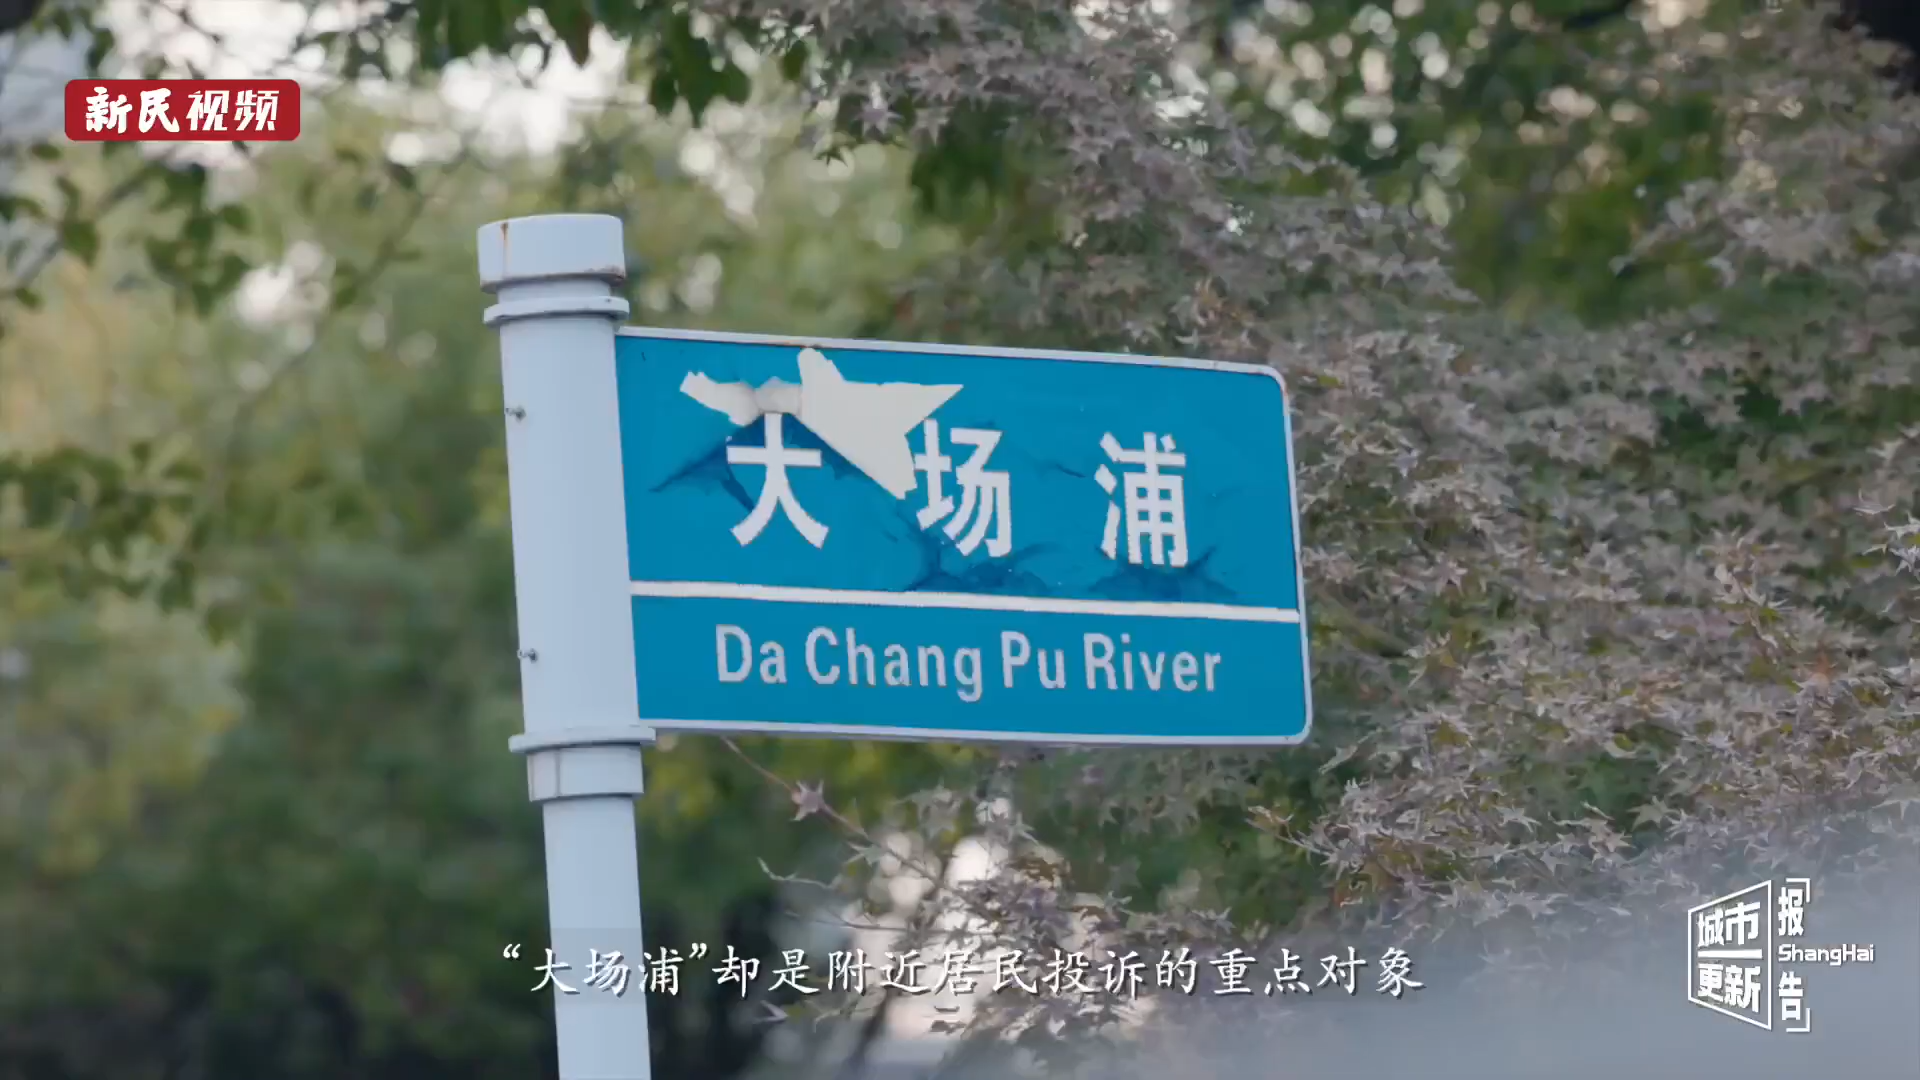 新民视频
大场浦
Da Chang Pu River
“大场浦”却是附近居民投诉的重点对象
城市更新
报告
ShangHai